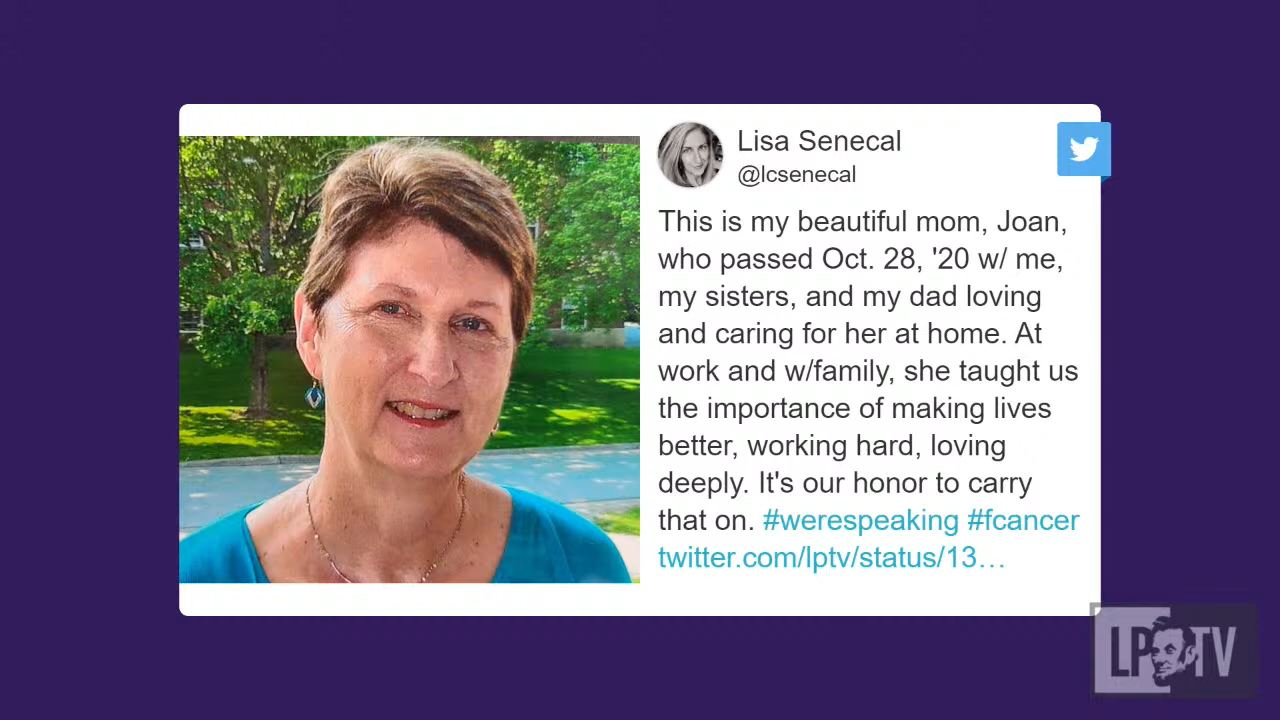 Lisa Senecal
@lcsenecal
This is my beautiful mom, Joan,
who passed Oct. 28, '20 w/ me,
my sisters, and my dad loving
and caring for her at home. At
work and w/family, she taught us
the importance of making lives
better, working hard, loving
deeply. It's our honor to carry
that on. #werespeaking #fcancer
twitter.com/lptv/status/13…
LP TV